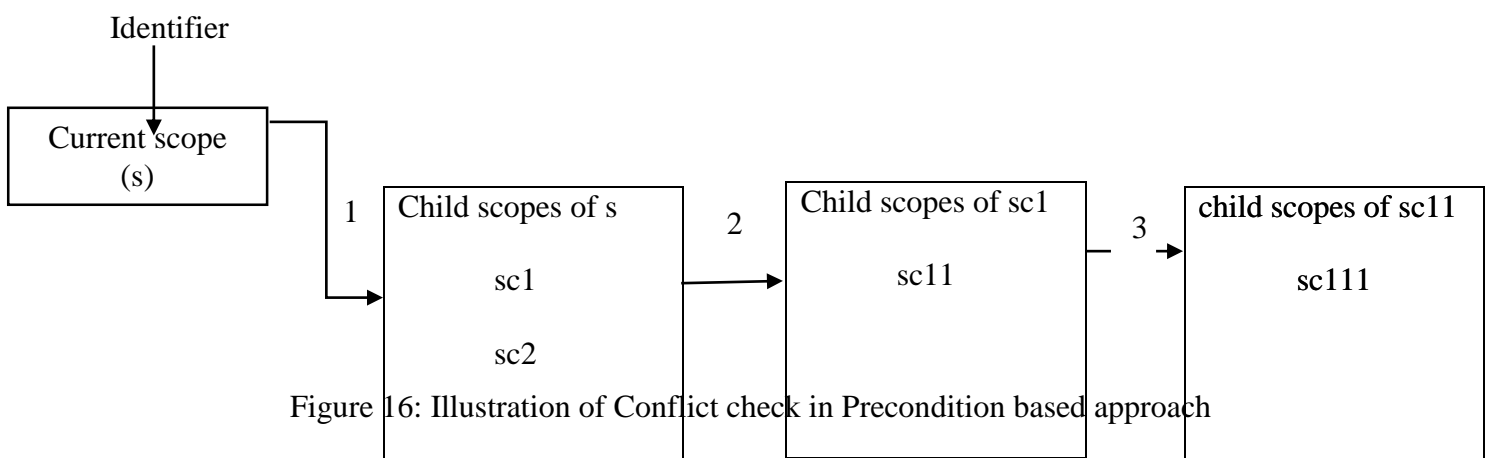 Identifier
Current scope
(s)
1
Child scopes of s
sc1
sc2
2
Child scopes of sc1
sc11
3
child scopes of sc11
sc111
Figure 16: Illustration of Conflict check in Precondition based approach